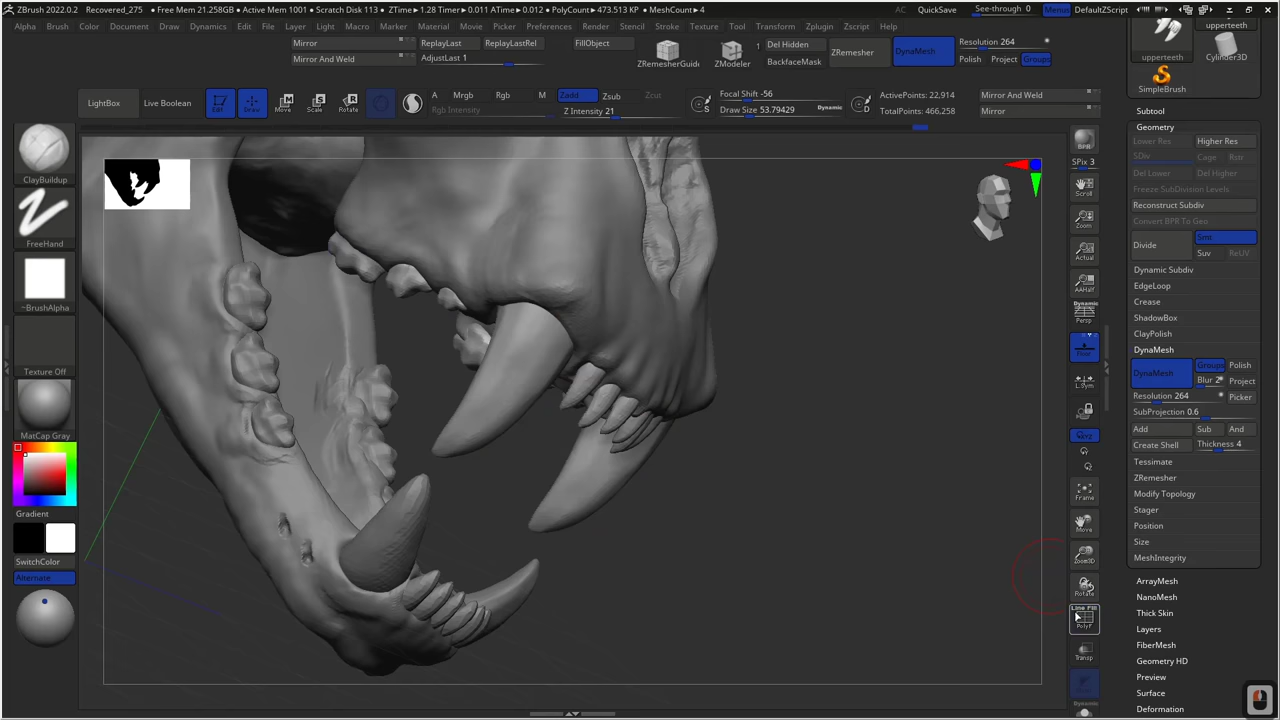 ZBrush 2022.0.2 Recovered_275 • Free Mem 21.258GB • Active Mem 1001 • Scratch Disk 113 • ZTime▸1.28 Timer▸0.011 ATime▸0.012 • PolyCount▸473.513 KP • MeshCount▸4 AC QuickSave See-through 0 Menus DefaultZScript
Alpha Brush Color Document Draw Dynamics Edit File Layer Light Macro Marker Material Movie Picker Preferences Render Stencil Stroke Texture Tool Transform Zplugin Zscript Help
Mirror ReplayLast ReplayLastRel FillObject
Mirror And Weld AdjustLast 1
ZRemesherGuide ZModeler 1
Del Hidden
BackfaceMask
ZRemesher DynaMesh
Resolution 264
Polish Project Groups
LightBox Live Boolean Edit Draw Move Scale Rotate
A Mrgb Rgb M Zadd Zsub Zcut
Rgb Intensity Z Intensity 21
S
Focal Shift -56
Draw Size 53.79429 Dynamic
D
ActivePoints: 22,914
TotalPoints: 466,258
Mirror And Weld
Mirror
ClayBuildup
FreeHand
~BrushAlpha
Texture Off
MatCap Gray
Gradient
SwitchColor
Alternate
BPR
SPix 3
Scroll
Zoom
Actual
AAHalf
Dynamic
Persp
Floor
L.Sym
Frame
Move
Zoom3D
Rotate
Line Fill
PolyF
Transp
Dynamic
upperteeth
upperteeth Cylinder3D
SimpleBrush
Subtool
Geometry
Lower Res Higher Res
SDiv Cage Rstr
Del Lower Del Higher
Freeze SubDivision Levels
Reconstruct Subdiv
Convert BPR To Geo
Divide Smt
Suv ReUV
Dynamic Subdiv
EdgeLoop
Crease
ShadowBox
ClayPolish
DynaMesh
DynaMesh Groups Polish
Blur 2 Project
Resolution 264 Picker
SubProjection 0.6
Add Sub And
Create Shell Thickness 4
Tessimate
ZRemesher
Modify Topology
Stager
Position
Size
MeshIntegrity
ArrayMesh
NanoMesh
Thick Skin
Layers
FiberMesh
Geometry HD
Preview
Surface
Deformation